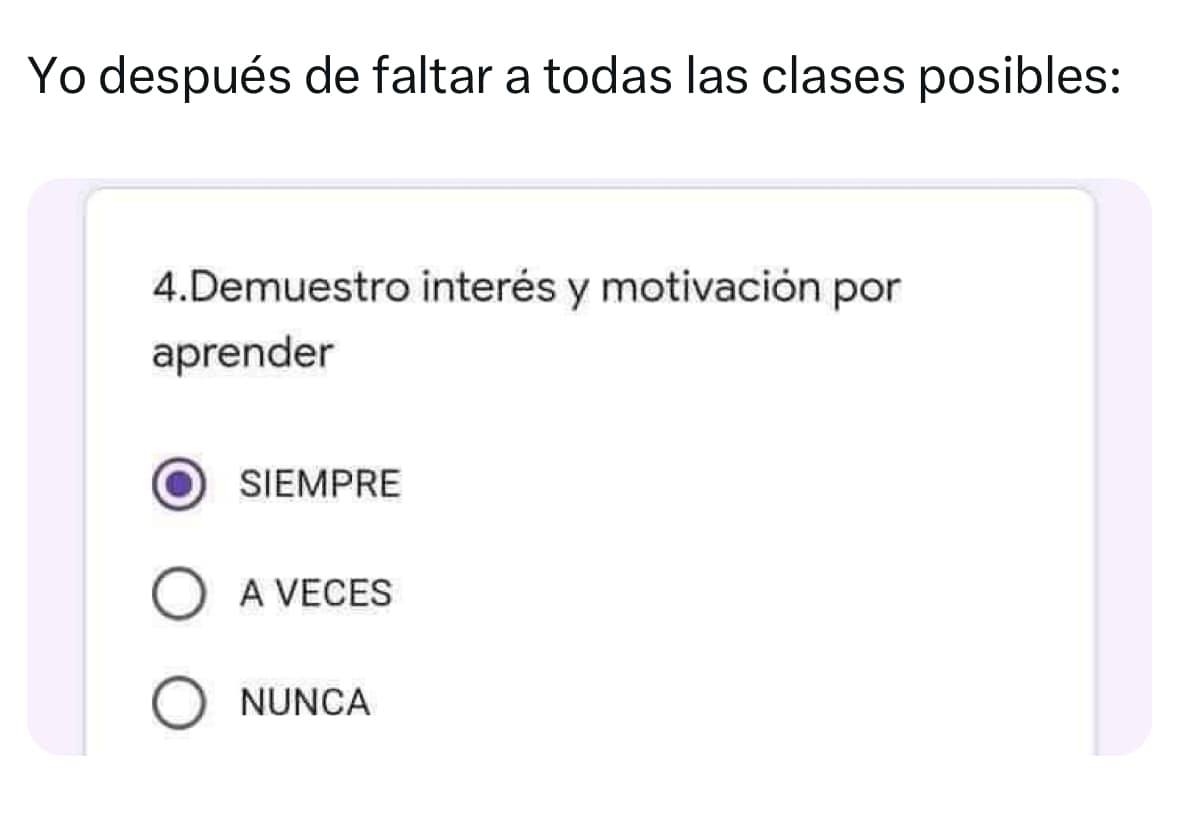 Yo después de faltar a todas las clases posibles:
4.Demuestro interés y motivación por
aprender
SIEMPRE
A VECES
NUNCA